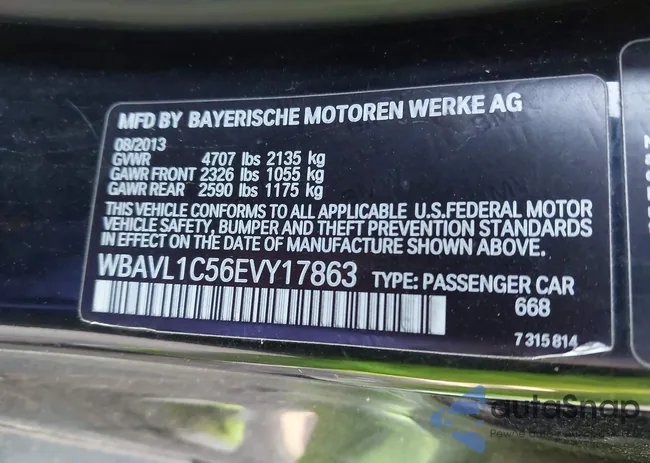 MFD BY BAYERISCHE MOTOREN WERKE AG
08/2013
GVWR 4707 lbs 2135 kg
GAWR FRONT 2326 lbs 1055 kg
GAWR REAR 2590 lbs 1175 kg
THIS VEHICLE CONFORMS TO ALL APPLICABLE U.S.FEDERAL MOTOR
VEHICLE SAFETY, BUMPER AND THEFT PREVENTION STANDARDS
IN EFFECT ON THE DATE OF MANUFACTURE SHOWN ABOVE.
WBAVL1C56EVY17863 TYPE: PASSENGER CAR
668
7 315 814
autoSnap